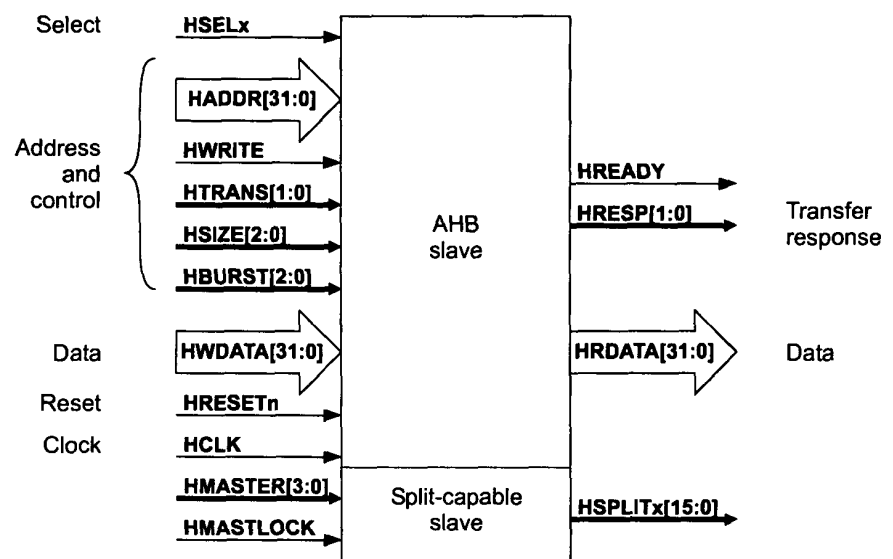 Select
HSELx
HADDR[31:0]
Address
and
control
HWRITE
HTRANS[1:0]
HSIZE[2:0]
HBURST[2:0]
Data
HWDATA[31:0]
Reset
HRESETn
Clock
HCLK
HMASTER[3:0]
HMASTLOCK
AHB
slave
Split-capable
slave
HREADY
HRESP[1:0]
Transfer
response
HRDATA[31:0]
Data
HSPLITx[15:0]